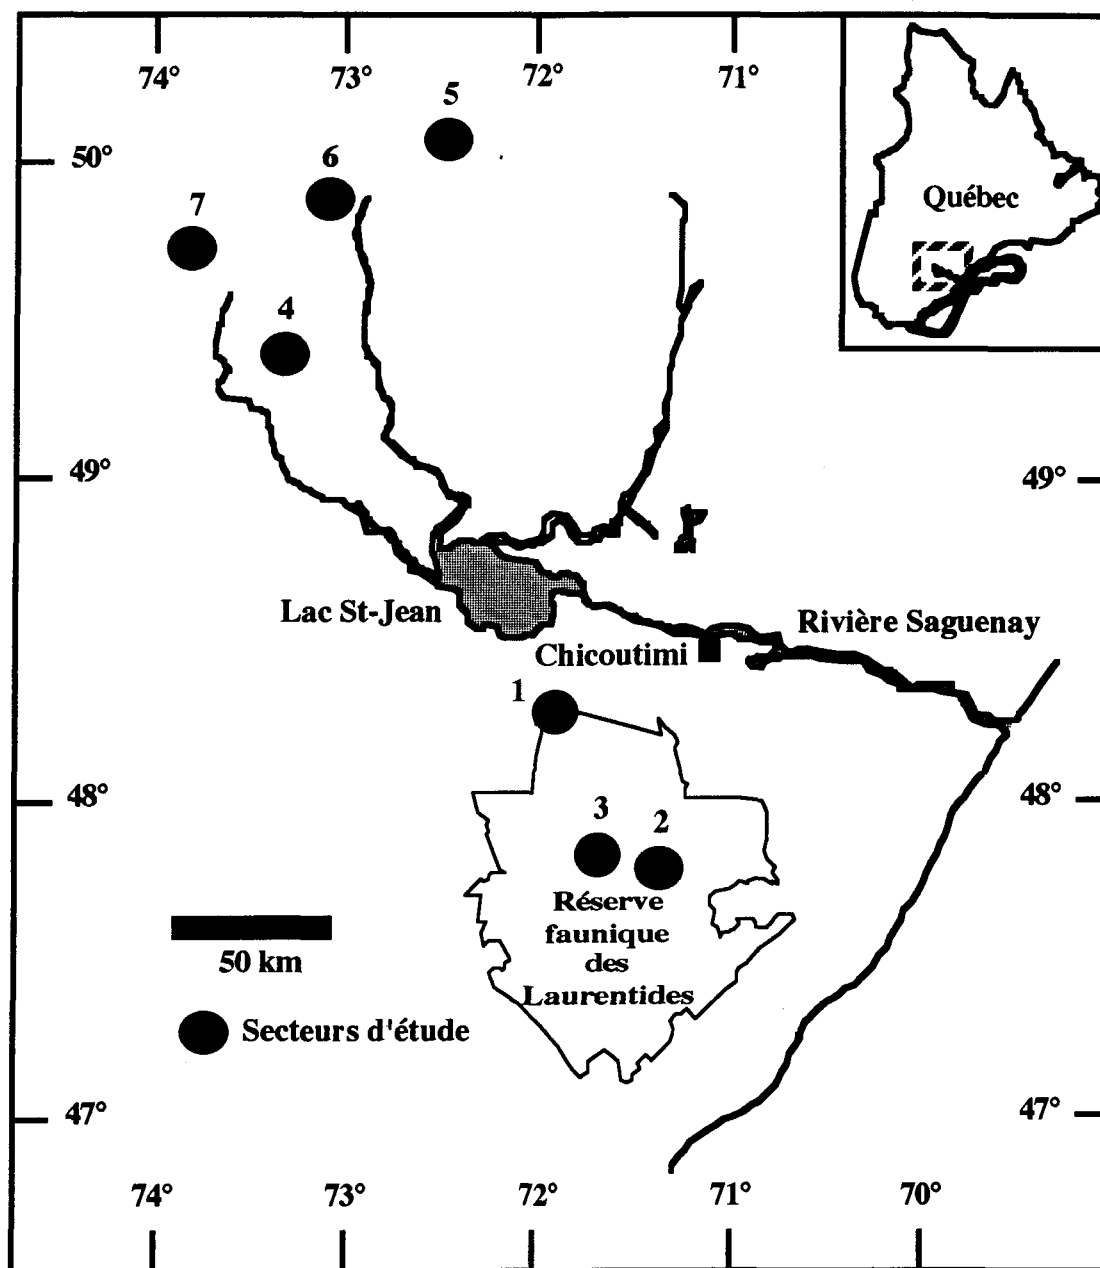 74°
73°
72°
71°
5
50°
6
7
Québec
4
49°
49°
Lac St-Jean
Rivière Saguenay
Chicoutimi
1
48°
48°
3
2
Réserve
faunique
des
Laurentides
50 km
Secteurs d'étude
47°
47°
74°
73°
72°
71°
70°